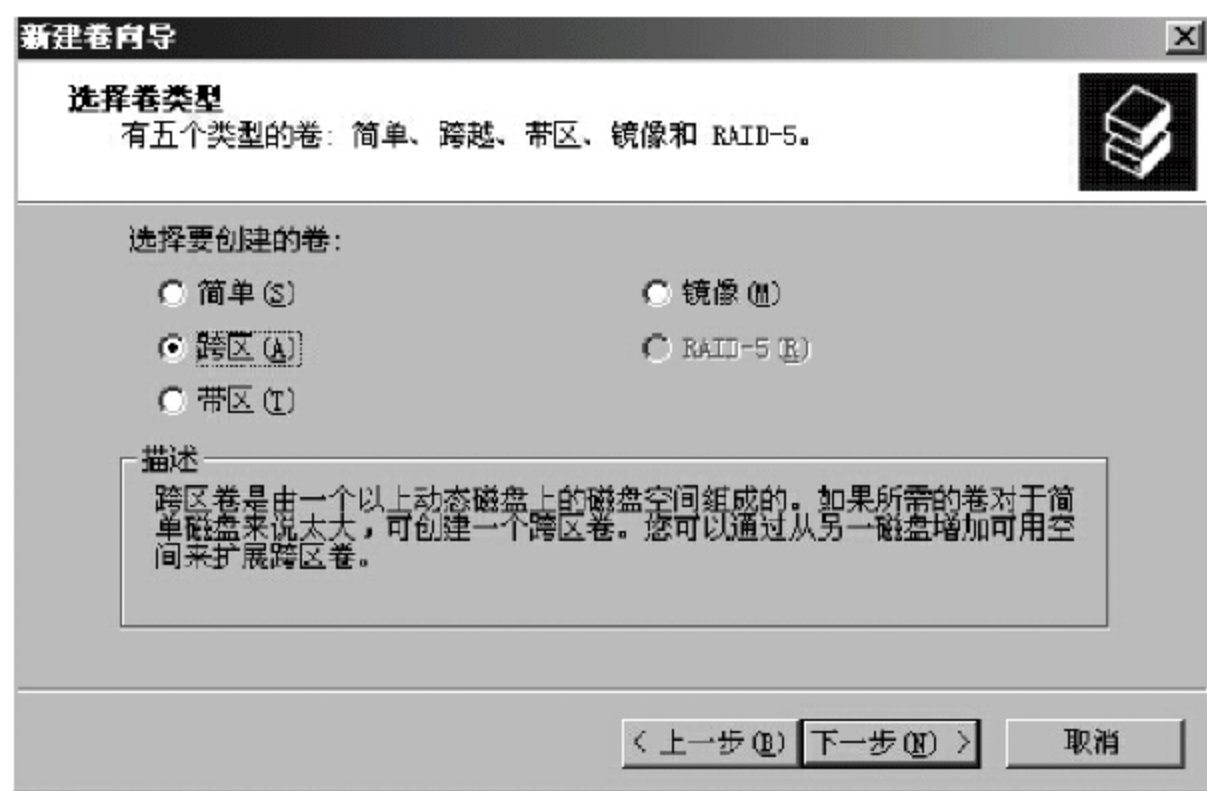 新建卷向导
选择卷类型
有五个类型的卷: 简单、跨越、带区、镜像和 RAID-5。
选择要创建的卷:
简单(S)
镜像(M)
跨区(A)
RAID-5(R)
带区(T)
描述
跨区卷是由一个以上动态磁盘上的磁盘空间组成的。如果所需的卷对于简
单磁盘来说太大，可创建一个跨区卷。您可以通过从另一磁盘增加可用空
间来扩展跨区卷。
< 上一步(B) 下一步(N) > 取消